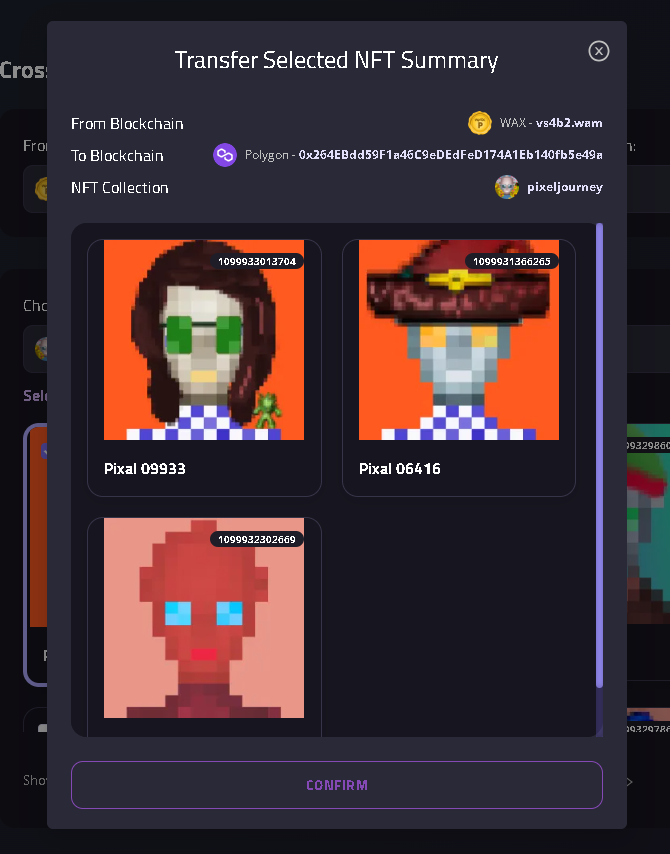 Transfer Selected NFT Summary
From Blockchain
WAX - vs4b2.wam
To Blockchain
Polygon - 0x264EBdd59F1a46C9eDEdFeD174A1Eb140fb5e49a
NFT Collection
pixeljourney
1099933013704
1099931366265
Pixal 09933
Pixal 06416
1099932302669
CONFIRM